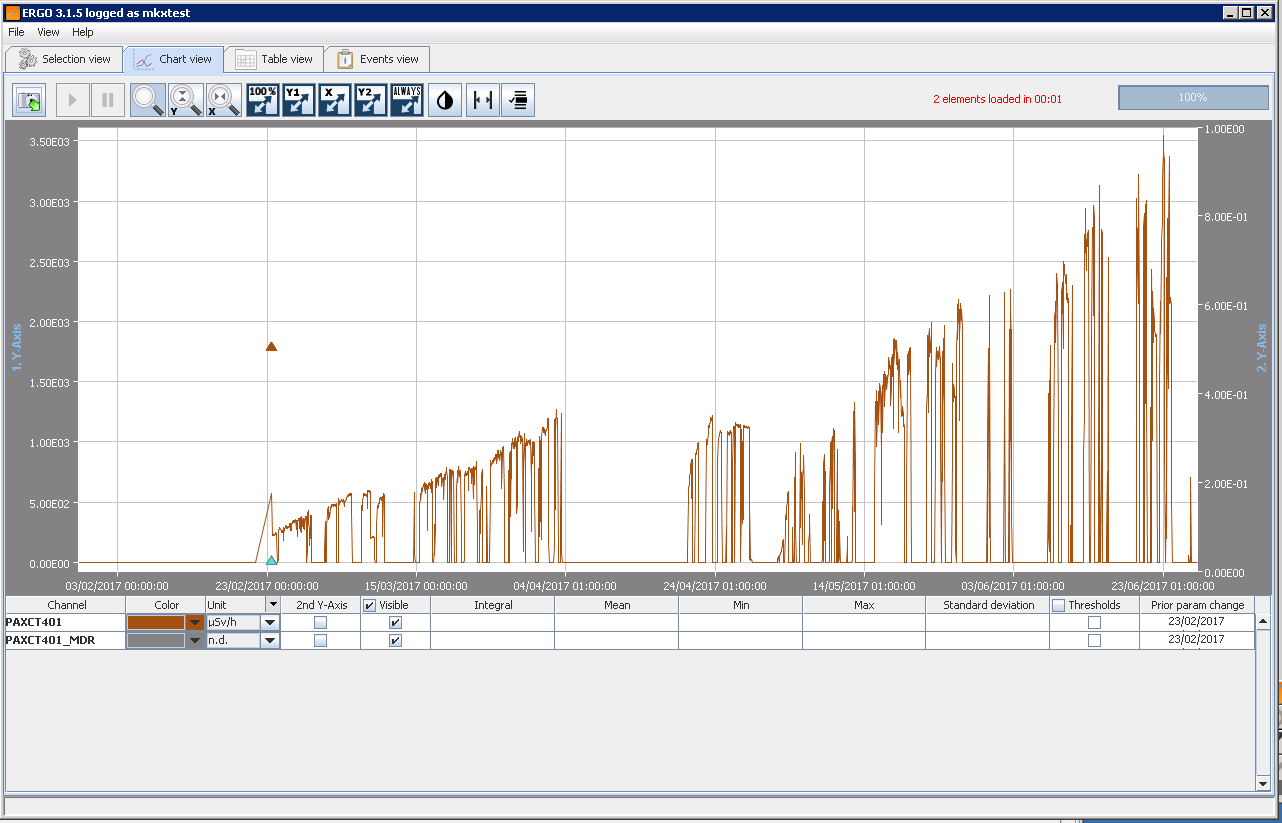 ERGO 3.1.5 logged as mkxtest
File View Help
Selection view Chart view Table view Events view
Y X 100% Y1 X Y2 ALWAYS
2 elements loaded in 00:01
100%
3.50E03
3.00E03
2.50E03
2.00E03
1.50E03
1.00E03
5.00E02
0.00E00
1. Y-Axis
1.00E00
8.00E-01
6.00E-01
4.00E-01
2.00E-01
0.00E00
2. Y-Axis
03/02/2017 00:00:00 23/02/2017 00:00:00 15/03/2017 00:00:00 04/04/2017 01:00:00 24/04/2017 01:00:00 14/05/2017 01:00:00 03/06/2017 01:00:00 23/06/2017 01:00:00
Channel Color Unit 2nd Y-Axis Visible Integral Mean Min Max Standard deviation Thresholds Prior param change
PAXCT401 µSv/h 23/02/2017
PAXCT401_MDR n.d. 23/02/2017